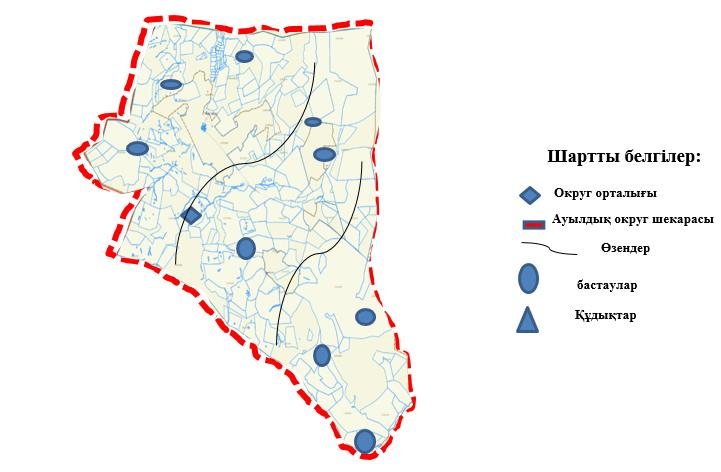 Шартты белгілер:
Округ орталығы
Ауылдық округ шекарасы
Өзендер
бастаулар
Құдықтар